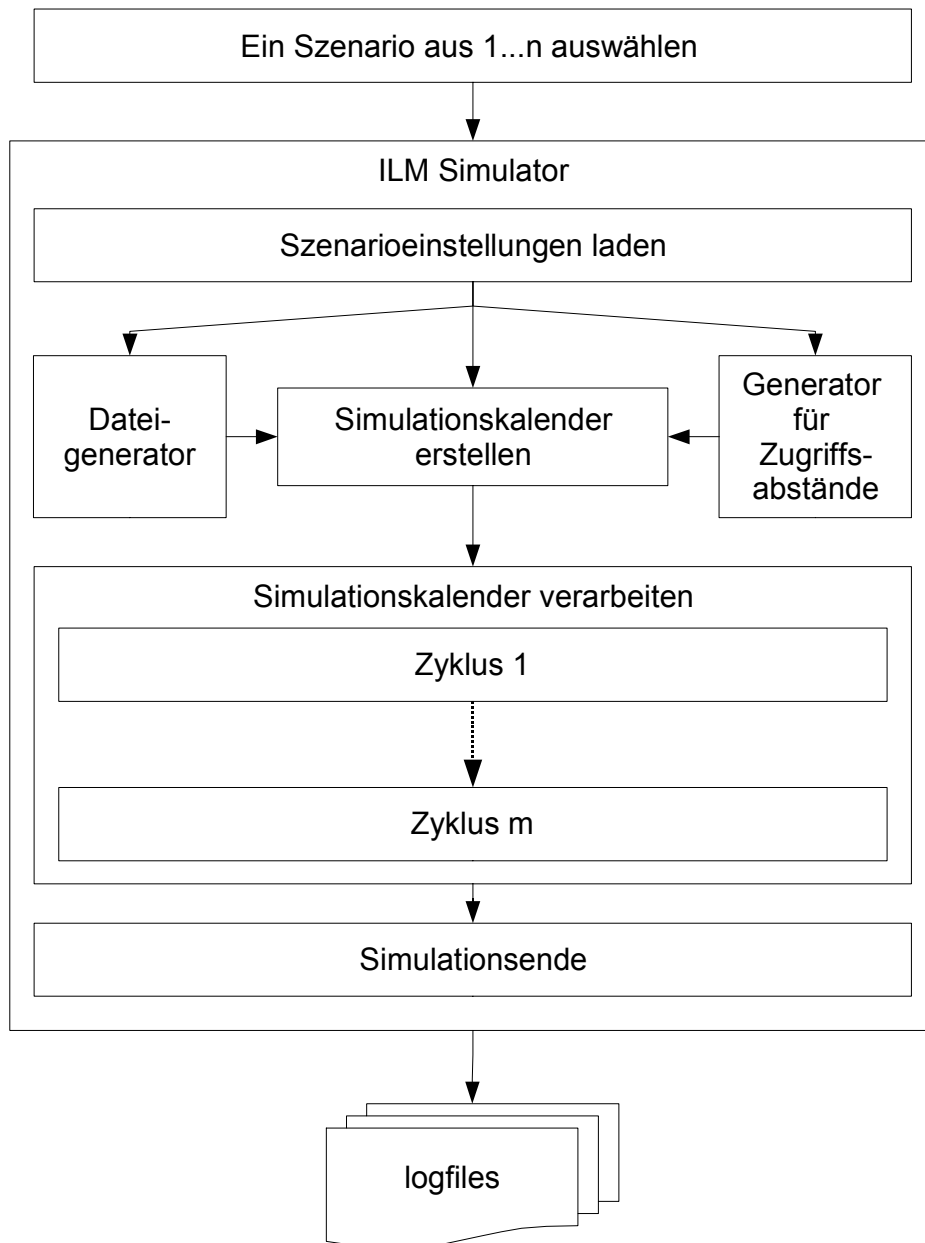 Ein Szenario aus 1...n auswählen
ILM Simulator
Szenarioeinstellungen laden
Datei-
generator
Simulationskalender
erstellen
Generator
für
Zugriffs-
abstände
Simulationskalender verarbeiten
Zyklus 1
Zyklus m
Simulationsende
logfiles